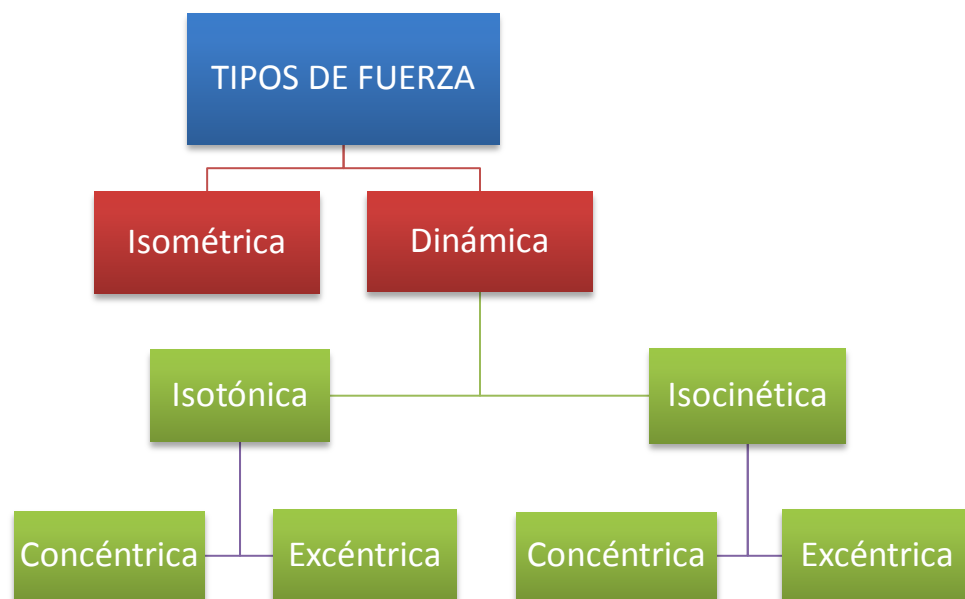 TIPOS DE FUERZA
Isométrica
Dinámica
Isotónica
Isocinética
Concéntrica
Excéntrica
Concéntrica
Excéntrica